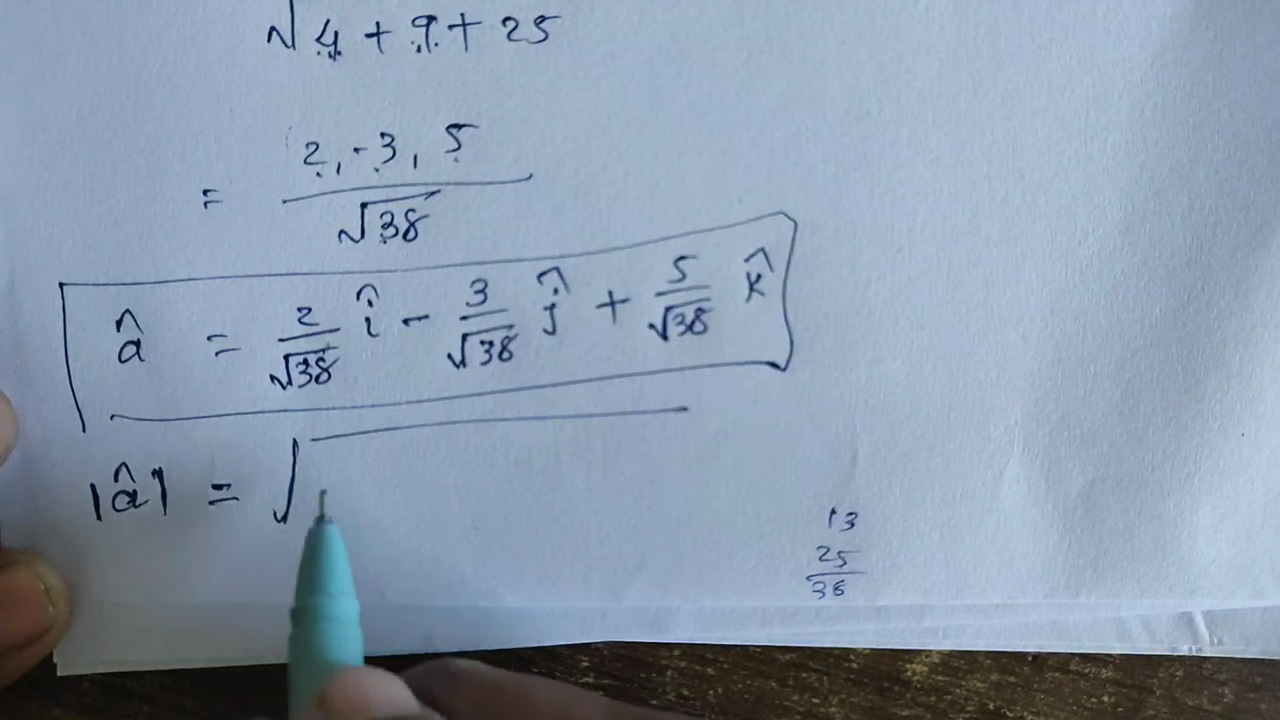 √4 + 9 + 25
= 2, -3, 5 / √38
â = 2/√38 î - 3/√38 ĵ + 5/√38 k̂
|â| = √
13
25
38